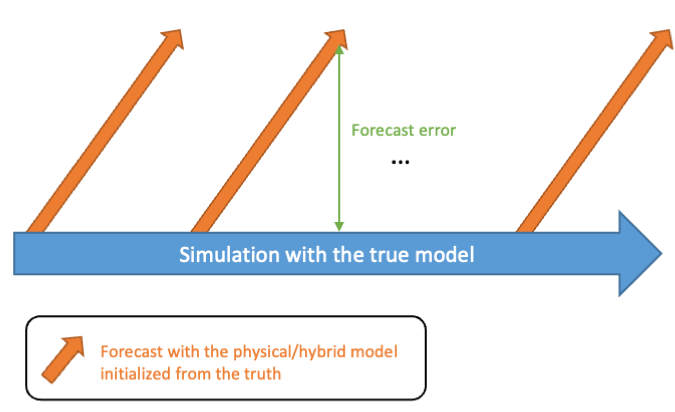 Forecast error
...
Simulation with the true model
Forecast with the physical/hybrid model
initialized from the truth